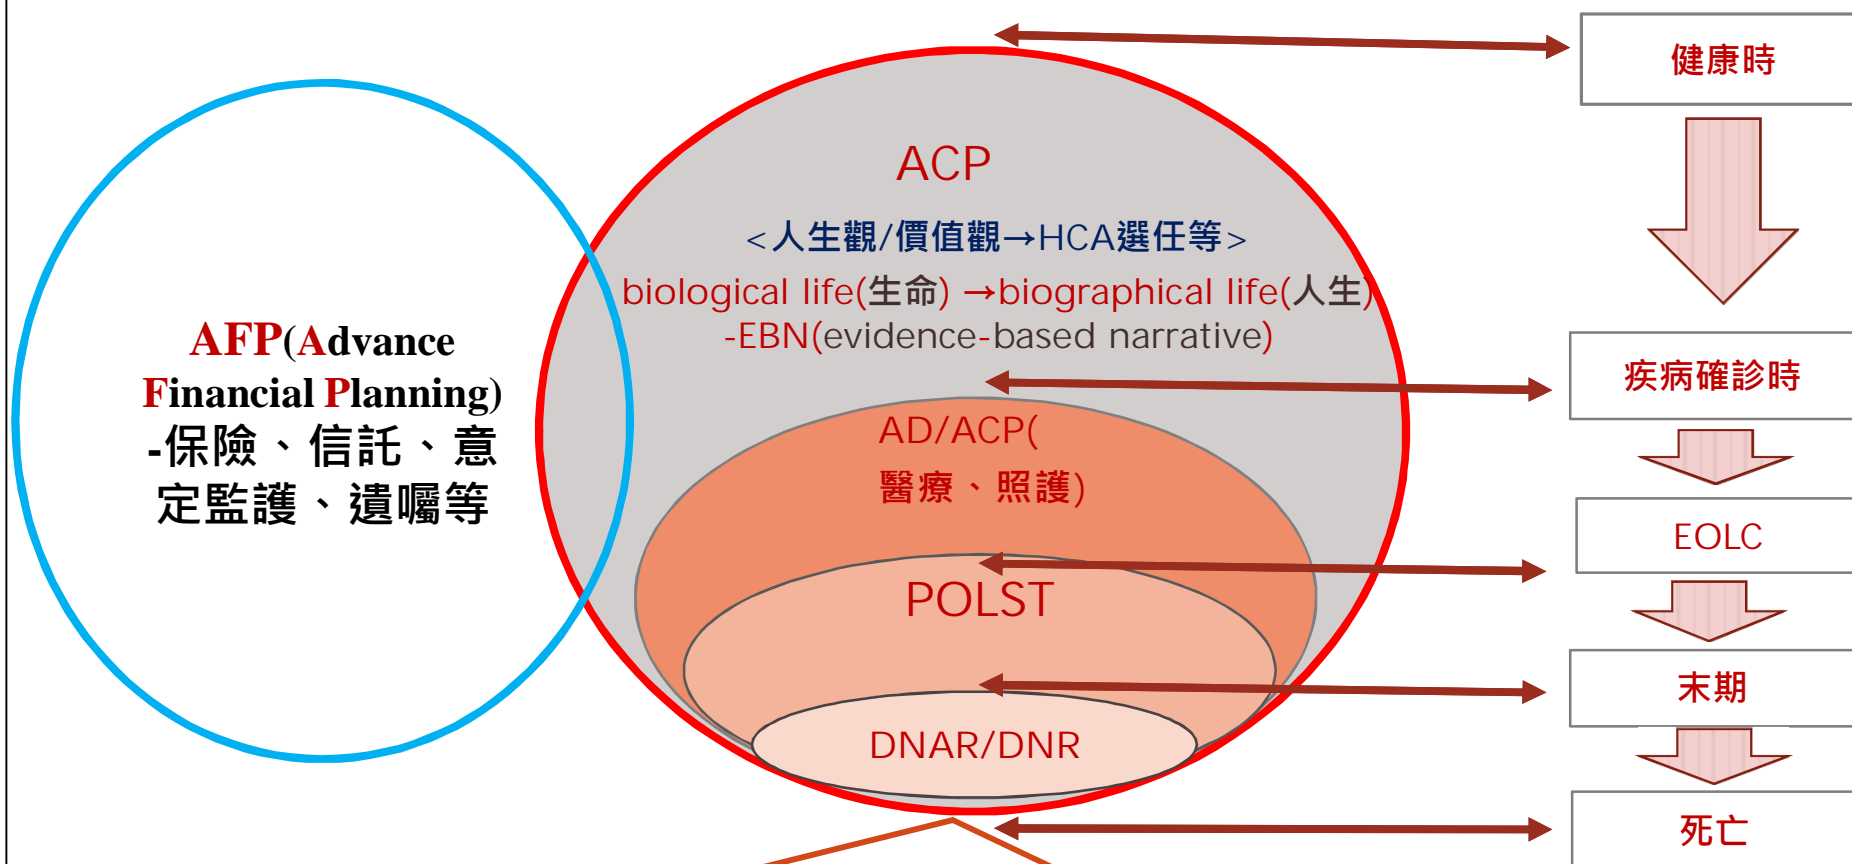 AFP(Advance
Financial Planning)
-保險、信託、意
定監護、遺囑等
ACP
<人生觀/價值觀→HCA選任等>
biological life(生命) →biographical life(人生)
-EBN(evidence-based narrative)
AD/ACP(
醫療、照護)
POLST
DNAR/DNR
健康時
疾病確診時
EOLC
末期
死亡